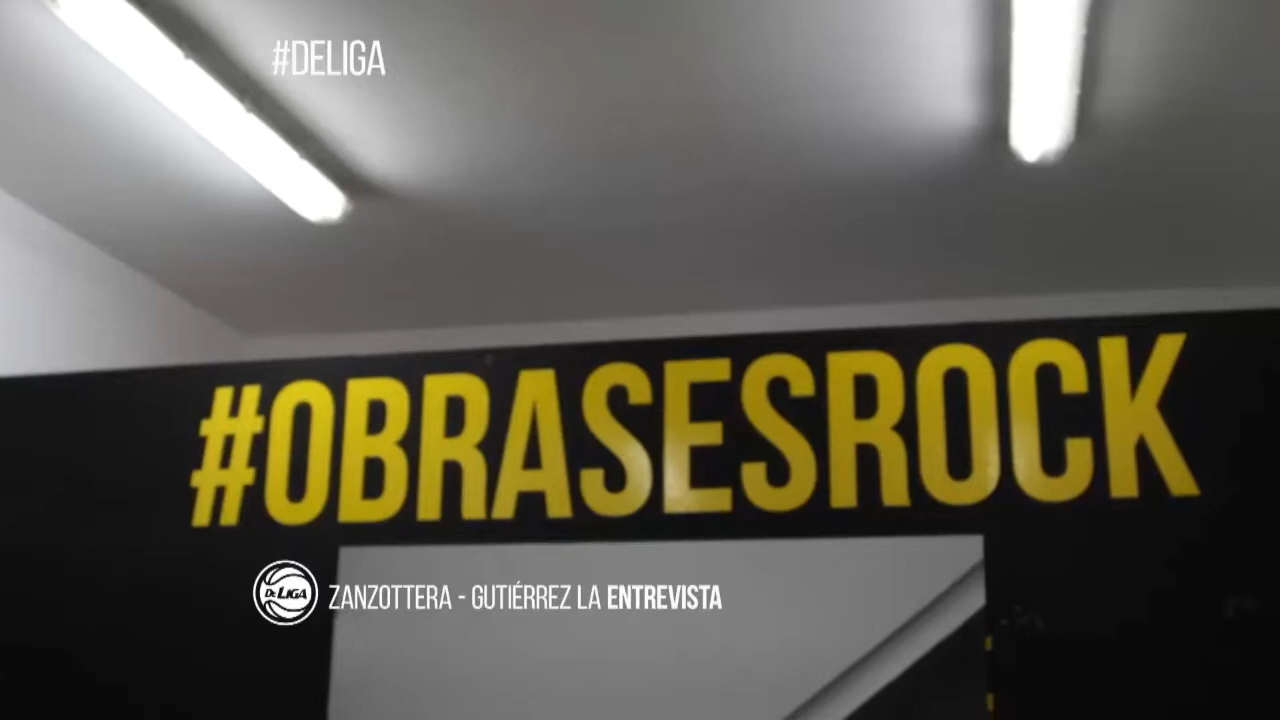 #DELIGA
#OBRASESROCK
DeLIGA
ZANZOTTERA - GUTIÉRREZ LA ENTREVISTA